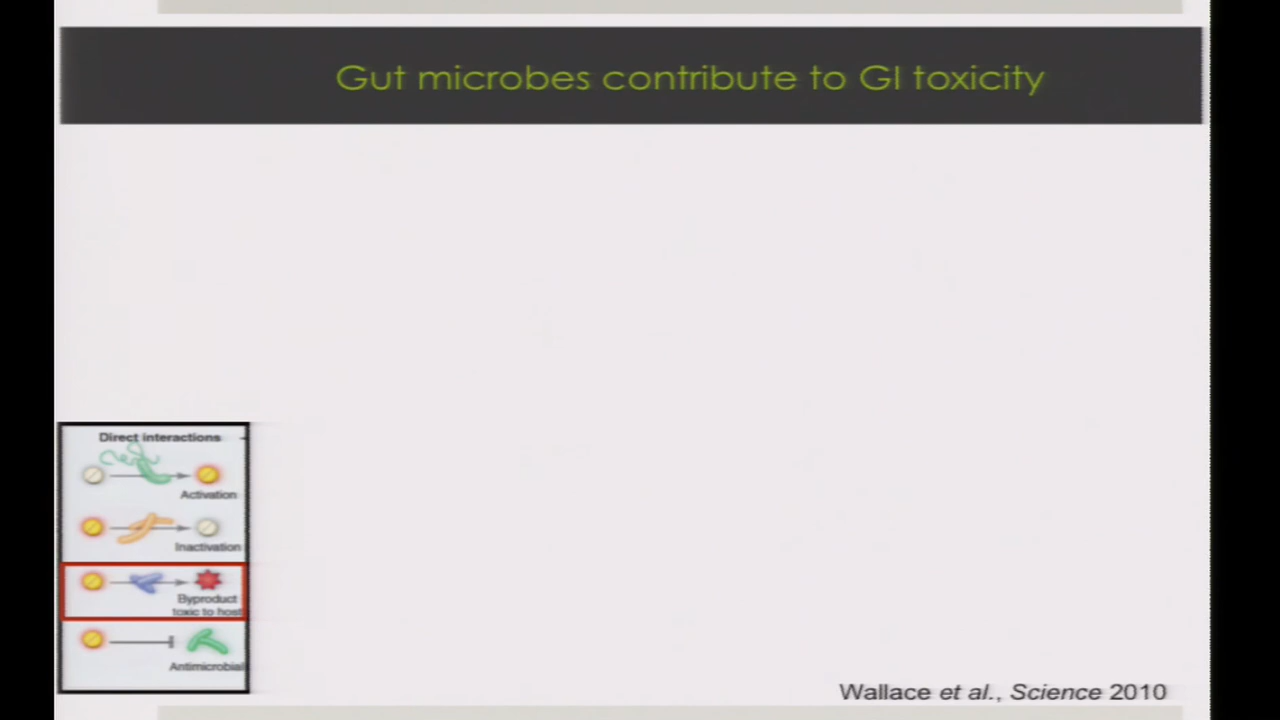 Gut microbes contribute to GI toxicity
Direct interactions
Activation
Inactivation
Byproduct
toxic to host
Antimicrobial
Wallace et al., Science 2010